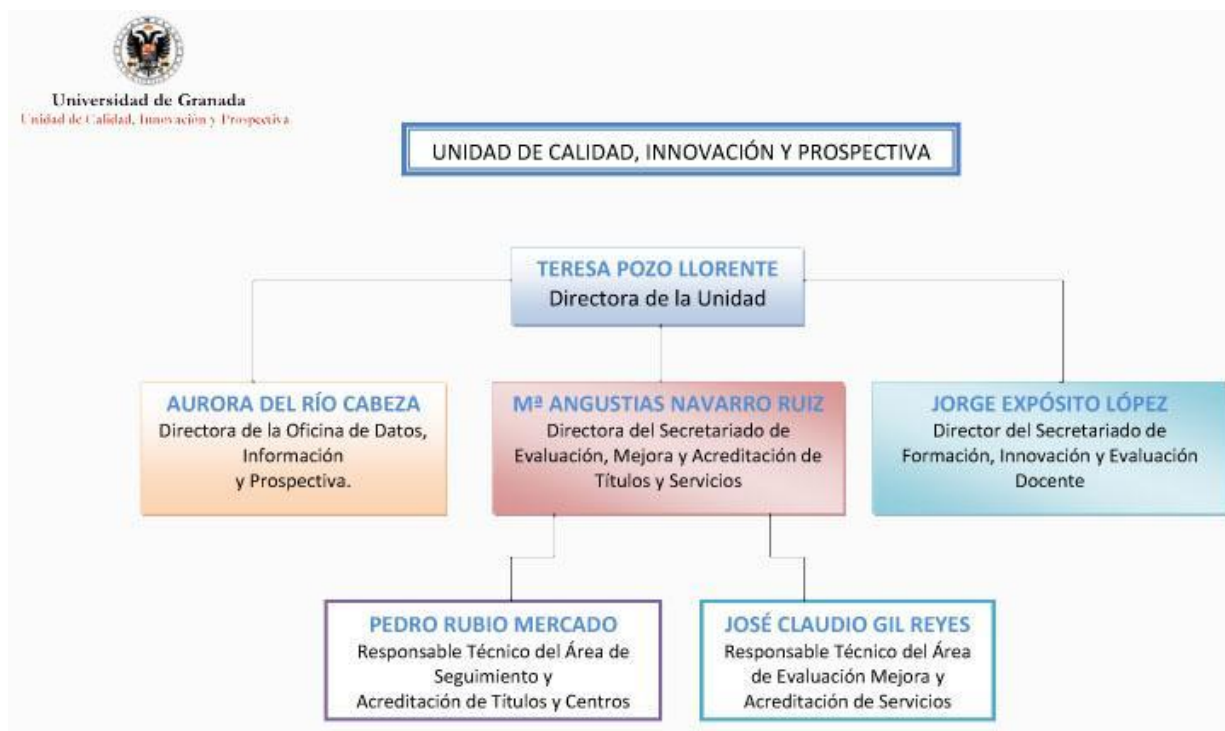 Universidad de Granada
Unidad de Calidad, Innovación y Prospectiva
UNIDAD DE CALIDAD, INNOVACIÓN Y PROSPECTIVA
TERESA POZO LLORENTE
Directora de la Unidad
AURORA DEL RÍO CABEZA
Directora de la Oficina de Datos,
Información
y Prospectiva.
Mª ANGUSTIAS NAVARRO RUIZ
Directora del Secretariado de
Evaluación, Mejora y Acreditación de
Títulos y Servicios
JORGE EXPÓSITO LÓPEZ
Director del Secretariado de
Formación, Innovación y Evaluación
Docente
PEDRO RUBIO MERCADO
Responsable Técnico del Área de
Seguimiento y
Acreditación de Títulos y Centros
JOSÉ CLAUDIO GIL REYES
Responsable Técnico del Área
de Evaluación Mejora y
Acreditación de Servicios